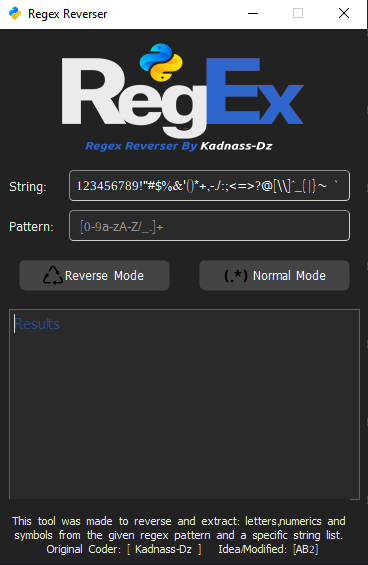 Regex Reverser
RegEx
Regex Reverser By Kadnass-Dz
String: 123456789!"#$%&'()*+,-./:;<=>?@[\\]^_{|}~ `
Pattern: [0-9a-zA-Z/_.]+
Reverse Mode (.*) Normal Mode
Results
This tool was made to reverse and extract: letters,numerics and
symbols from the given regex pattern and a specific string list.
Original Coder: [ Kadnass-Dz ] Idea/Modified: [AB2]